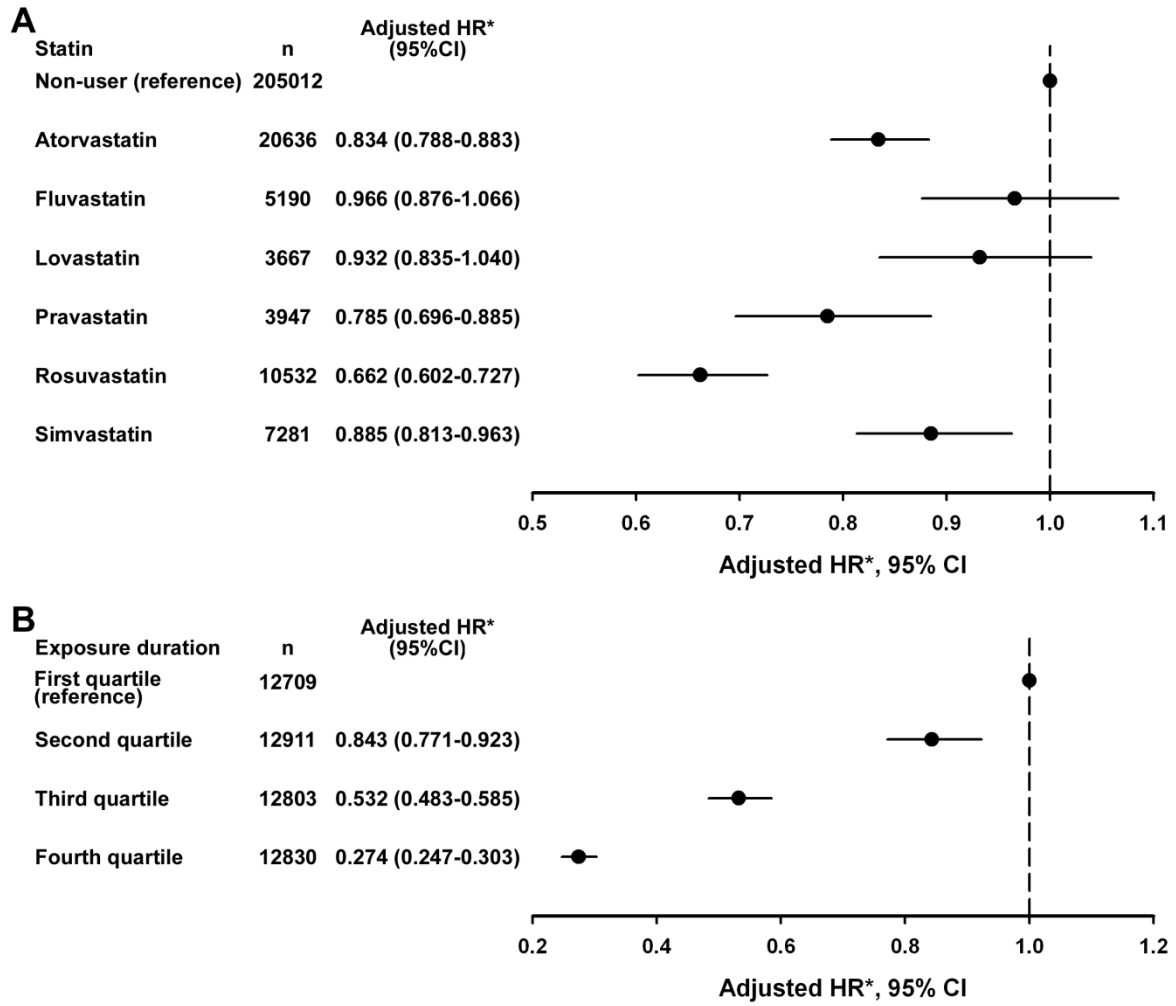 A
Statin n Adjusted HR* (95%CI)
Non-user (reference) 205012
Atorvastatin 20636 0.834 (0.788-0.883)
Fluvastatin 5190 0.966 (0.876-1.066)
Lovastatin 3667 0.932 (0.835-1.040)
Pravastatin 3947 0.785 (0.696-0.885)
Rosuvastatin 10532 0.662 (0.602-0.727)
Simvastatin 7281 0.885 (0.813-0.963)
0.5 0.6 0.7 0.8 0.9 1.0 1.1
Adjusted HR*, 95% CI
B
Exposure duration n Adjusted HR* (95%CI)
First quartile (reference) 12709
Second quartile 12911 0.843 (0.771-0.923)
Third quartile 12803 0.532 (0.483-0.585)
Fourth quartile 12830 0.274 (0.247-0.303)
0.2 0.4 0.6 0.8 1.0 1.2
Adjusted HR*, 95% CI